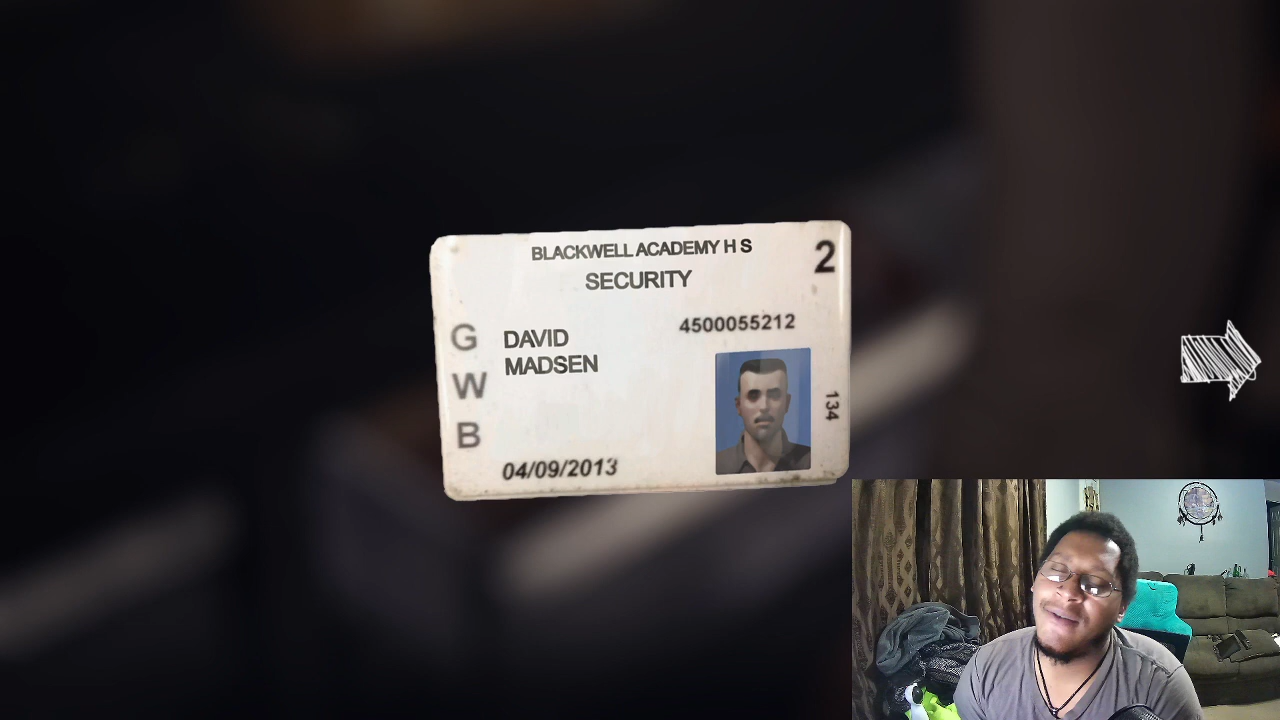 BLACKWELL ACADEMY H S
SECURITY
2
4500055212
G
W
B
DAVID
MADSEN
134
04/09/2013